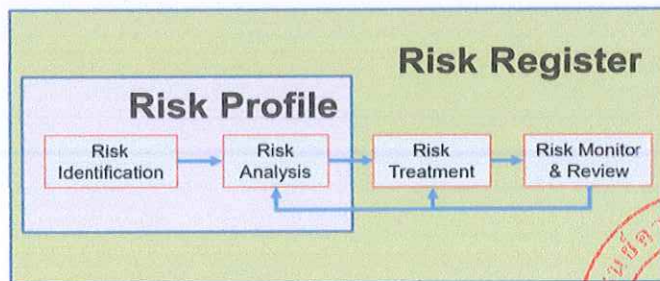 Risk Register
Risk Profile
Risk
Identification
Risk
Analysis
Risk
Treatment
Risk Monitor
& Review